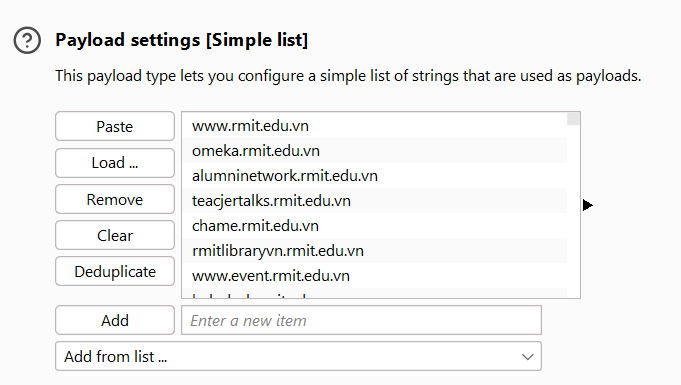 Payload settings [Simple list]
This payload type lets you configure a simple list of strings that are used as payloads.
Paste
Load ...
Remove
Clear
Deduplicate
www.rmit.edu.vn
omeka.rmit.edu.vn
alumninetwork.rmit.edu.vn
teacjertalks.rmit.edu.vn
chame.rmit.edu.vn
rmitlibraryvn.rmit.edu.vn
www.event.rmit.edu.vn
Add
Enter a new item
Add from list ...